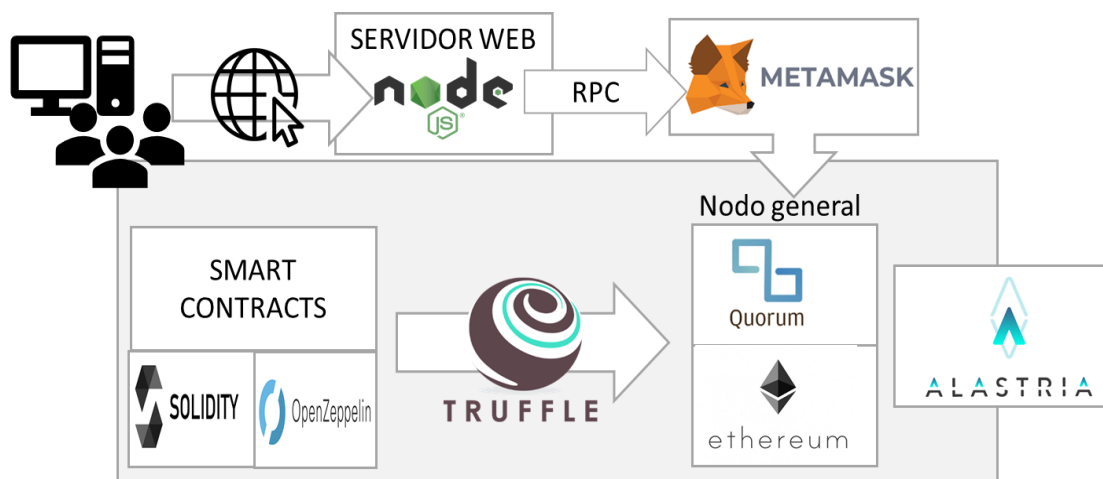 SERVIDOR WEB
node
JS
RPC
METAMASK
Nodo general
SMART
CONTRACTS
SOLIDITY
OpenZeppelin
TRUFFLE
Quorum
ethereum
ALASTRIA